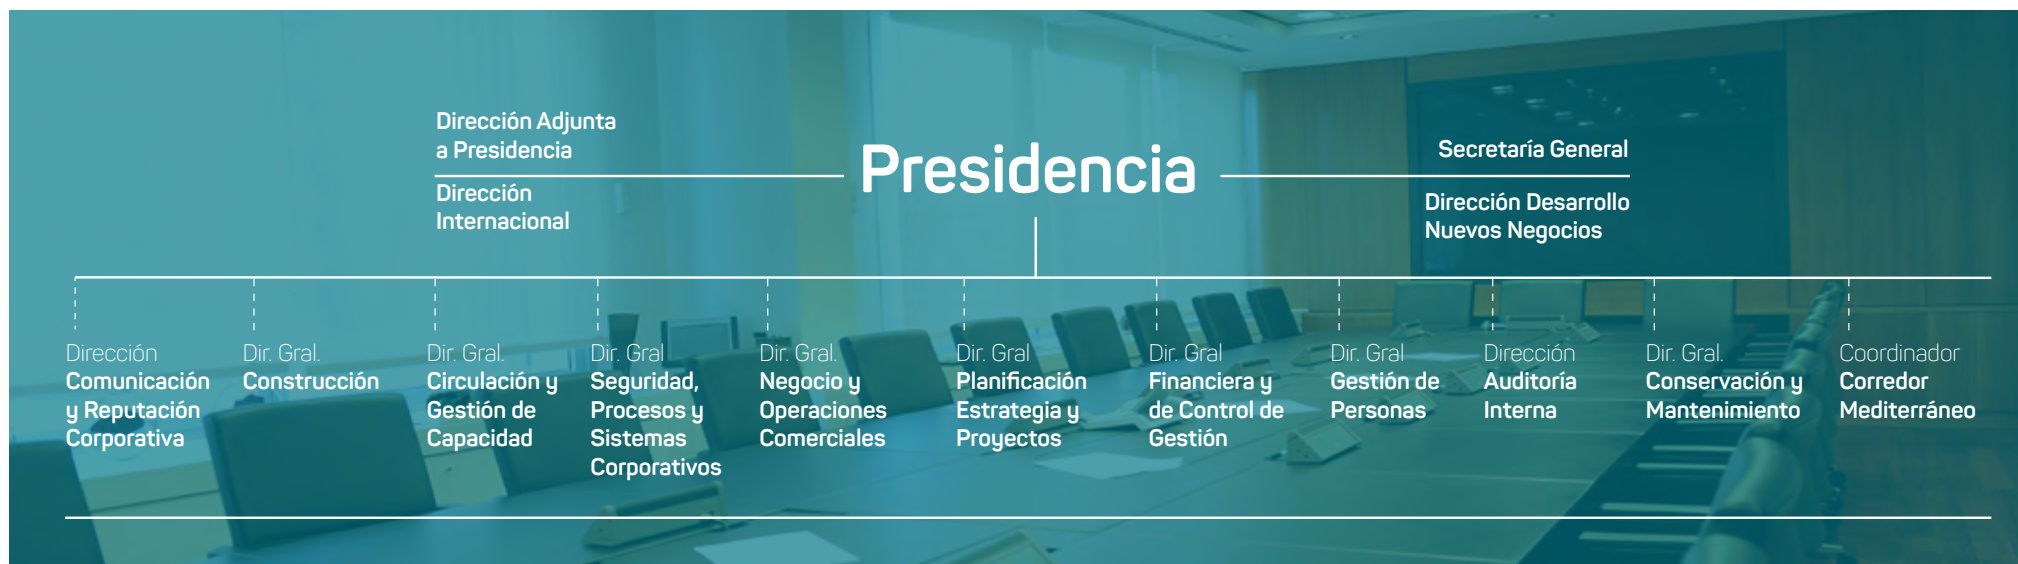 Dirección Adjunta
a Presidencia
Dirección
Internacional
Presidencia
Secretaría General
Dirección Desarrollo
Nuevos Negocios
Dirección
Comunicación
y Reputación
Corporativa
Dir. Gral.
Construcción
Dir. Gral.
Circulación y
Gestión de
Capacidad
Dir. Gral
Seguridad,
Procesos y
Sistemas
Corporativos
Dir. Gral.
Negocio y
Operaciones
Comerciales
Dir. Gral
Planificación
Estrategia y
Proyectos
Dir. Gral
Financiera y
de Control de
Gestión
Dir. Gral
Gestión de
Personas
Dirección
Auditoría
Interna
Dir. Gral.
Conservación y
Mantenimiento
Coordinador
Corredor
Mediterráneo